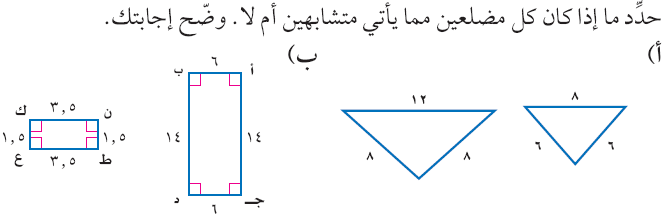 حدِّد ما إذا كان كل مضلعين مما يأتي متشابهين أم لا. وضّح إجابتك.
أ) ب)
٨
٦ ٦
١٢
٨ ٨
أ ٦ ب
١٤ ١٤
جـ ٦ د
ن ٣,٥ ك
١,٥ ١,٥
ط ٣,٥ ع